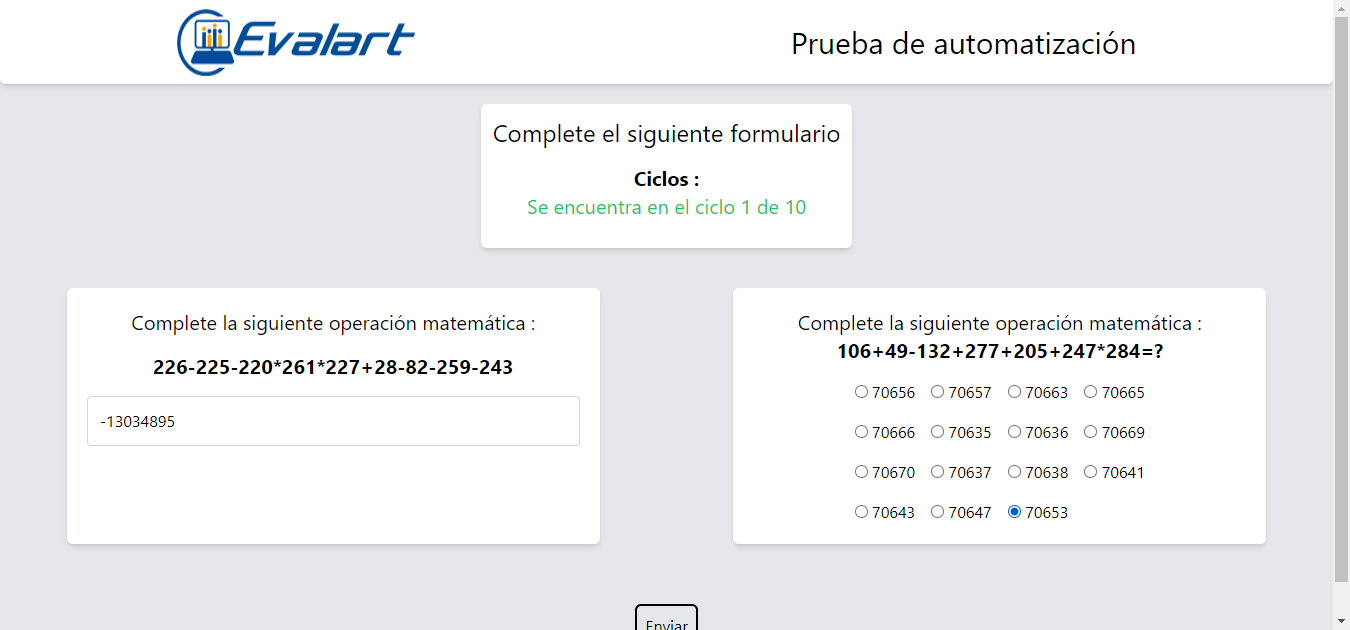 Evalart
Prueba de automatización
Complete el siguiente formulario
Ciclos :
Se encuentra en el ciclo 1 de 10
Complete la siguiente operación matemática :
226-225-220*261*227+28-82-259-243
-13034895
Complete la siguiente operación matemática :
106+49-132+277+205+247*284=?
70656 70657 70663 70665
70666 70635 70636 70669
70670 70637 70638 70641
70643 70647 70653
Enviar